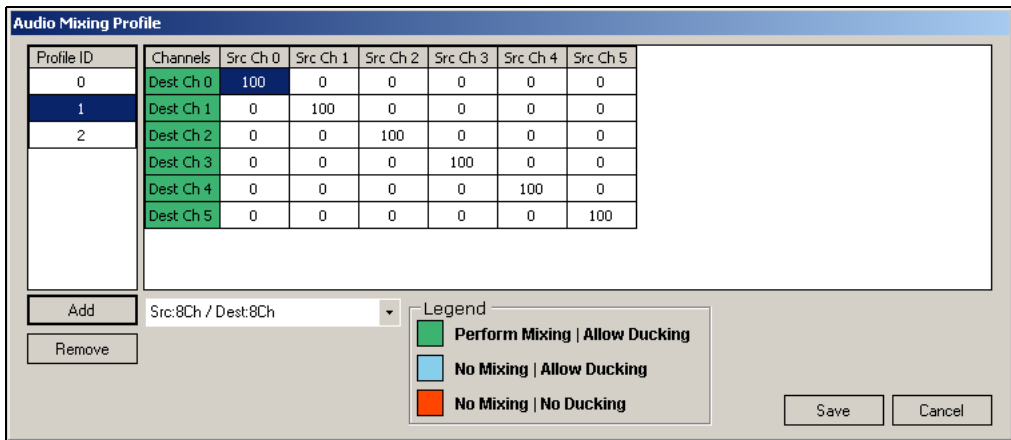 Audio Mixing Profile
Profile ID
0
1
2
Channels Src Ch 0 Src Ch 1 Src Ch 2 Src Ch 3 Src Ch 4 Src Ch 5
Dest Ch 0 100 0 0 0 0 0
Dest Ch 1 0 100 0 0 0 0
Dest Ch 2 0 0 100 0 0 0
Dest Ch 3 0 0 0 100 0 0
Dest Ch 4 0 0 0 0 100 0
Dest Ch 5 0 0 0 0 0 100
Add
Remove
Src:8Ch / Dest:8Ch
Legend
Perform Mixing | Allow Ducking
No Mixing | Allow Ducking
No Mixing | No Ducking
Save Cancel